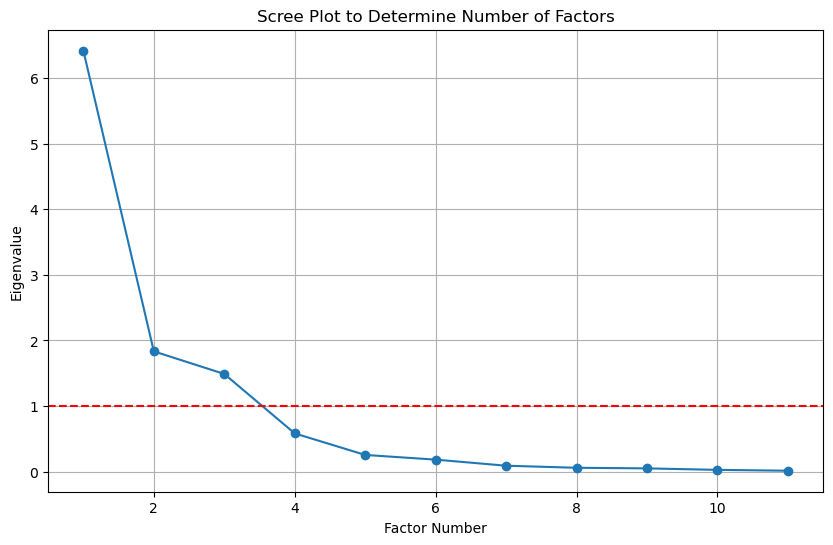 Scree Plot to Determine Number of Factors
6
5
4
3
2
1
0
Eigenvalue
2 4 6 8 10
Factor Number